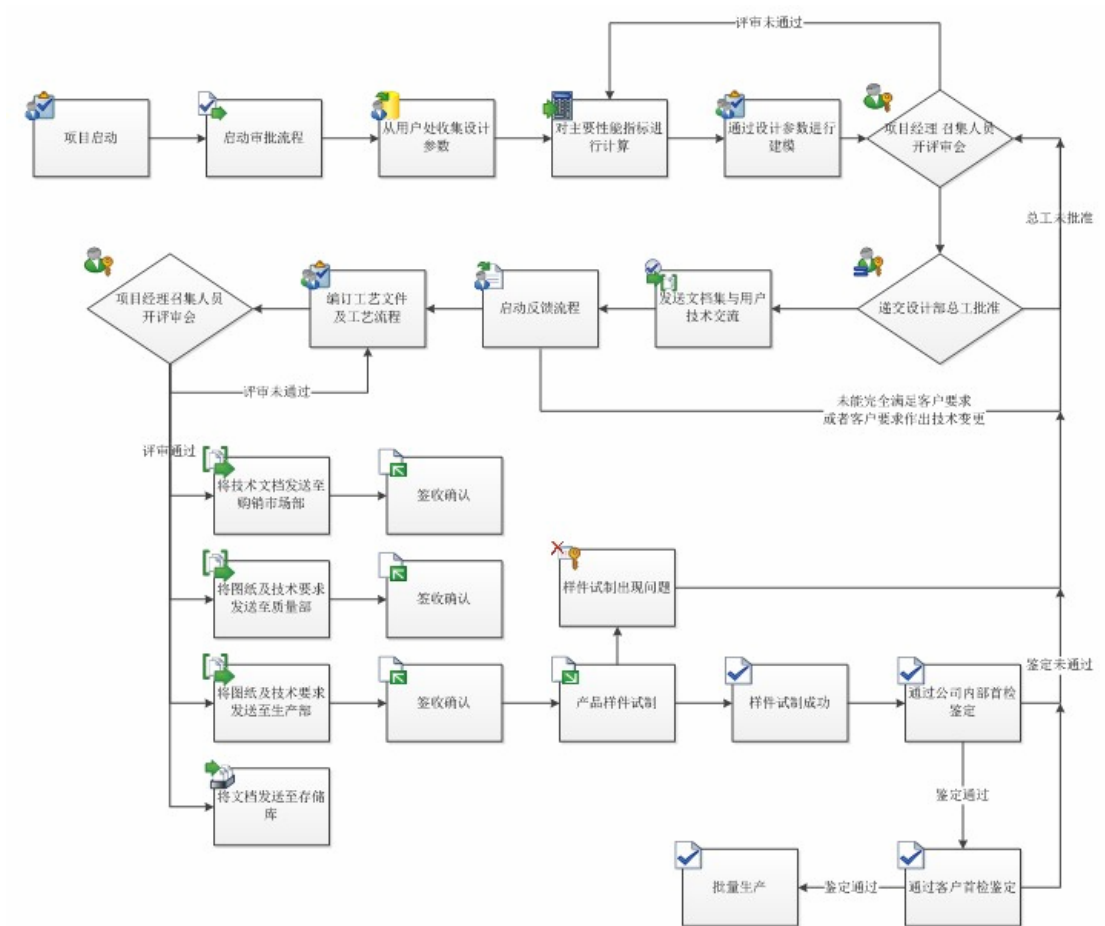 评审未通过
项目启动
启动审批流程
从用户处收集设计
参数
对主要性能指标进
行计算
通过设计参数进行
建模
项目经理 召集人员
开评审会
总工未批准
项目经理召集人员
开评审会
编订工艺文件
及工艺流程
启动反馈流程
发送文档集与用户
技术交流
递交设计部总工批准
评审未通过
未能完全满足客户要求
或者客户要求作出技术变更
评审通过
将技术文档发送至
购销市场部
签收确认
将图纸及技术要求
发送至质量部
签收确认
样件试制出现问题
将图纸及技术要求
发送至生产部
签收确认
产品样件试制
样件试制成功
通过公司内部首检
鉴定
鉴定未通过
将文档发送至存储
库
鉴定通过
批量生产
鉴定通过
通过客户首检鉴定